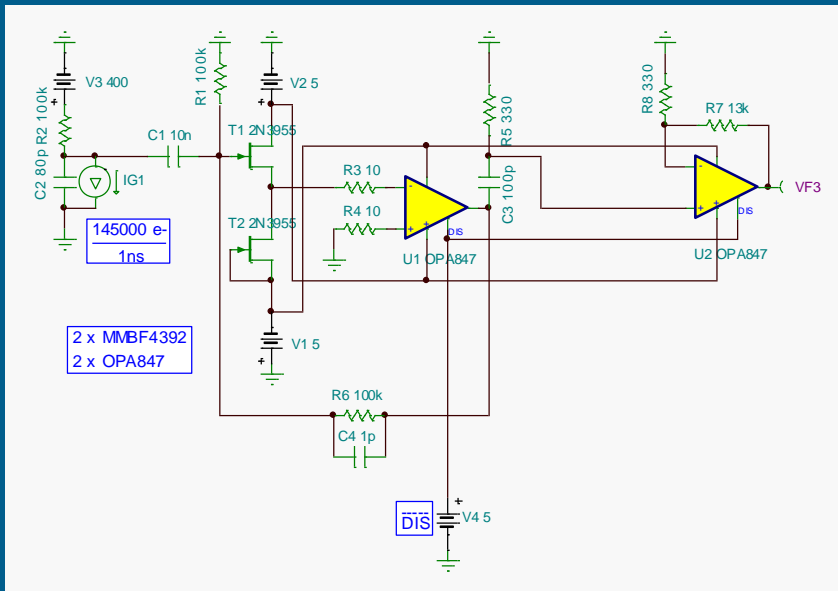 V3 400
R2 100k
C2 80p
IG1
C1 10n
R1 100k
V2 5
T1 2N3955
T2 2N3955
R3 10
R4 10
V1 5
U1 OPA847
DIS
R5 330
C3 100p
R8 330
R7 13k
U2 OPA847
DIS
VF3
145000 e-
1ns
2 x MMBF4392
2 x OPA847
R6 100k
C4 1p
DIS
V4 5